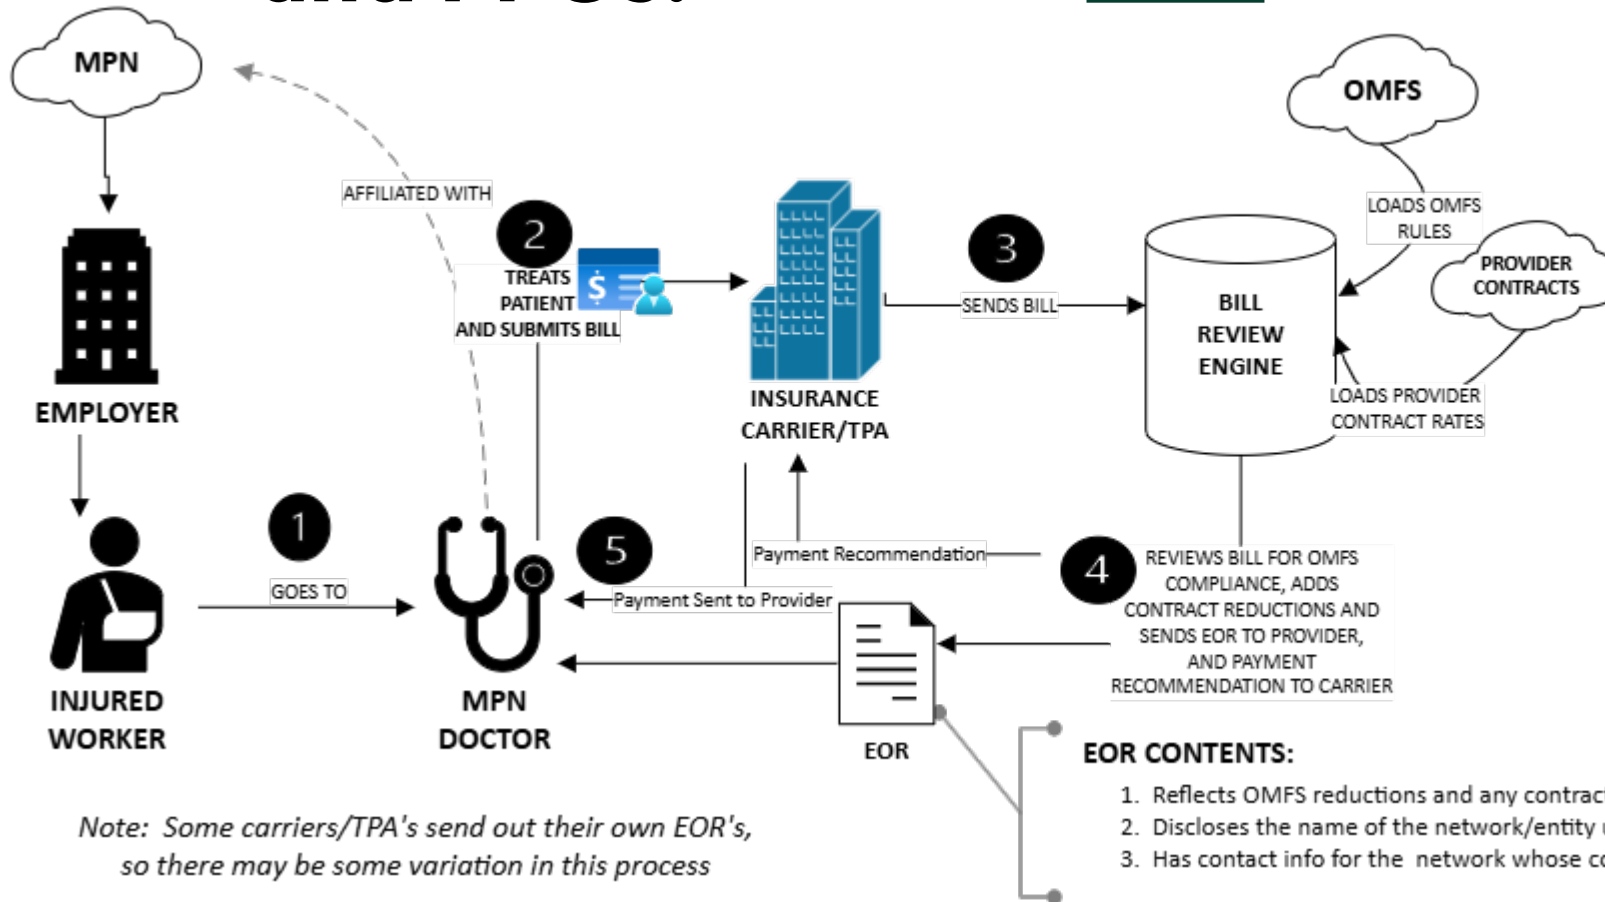 MPN
OMFS
AFFILIATED WITH
LOADS OMFS
RULES
2
TREATS
PATIENT
AND SUBMITS BILL
$
3
SENDS BILL
BILL
REVIEW
ENGINE
PROVIDER
CONTRACTS
LOADS PROVIDER
CONTRACT RATES
EMPLOYER
INSURANCE
CARRIER/TPA
1
GOES TO
5
Payment Sent to Provider
Payment Recommendation
4
REVIEWS BILL FOR OMFS
COMPLIANCE, ADDS
CONTRACT REDUCTIONS AND
SENDS EOR TO PROVIDER,
AND PAYMENT
RECOMMENDATION TO CARRIER
INJURED
WORKER
MPN
DOCTOR
EOR
EOR CONTENTS:
1. Reflects OMFS reductions and any
2. Discloses the name of the network/entity
3. Has contact info for the network whose
Note: Some carriers/TPA's send out their own EOR's,
so there may be some variation in this process